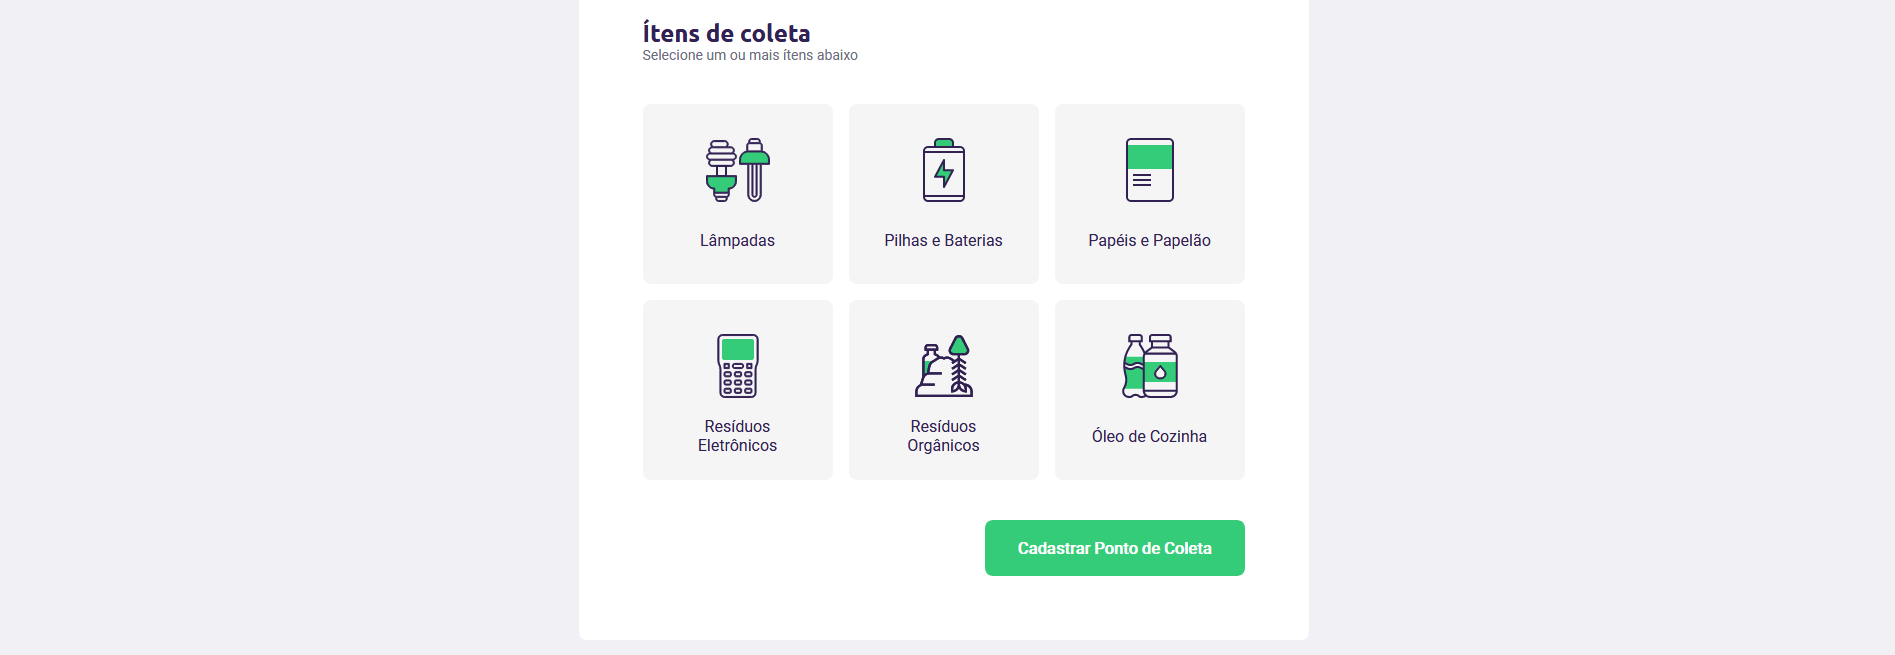 Ítens de coleta
Selecione um ou mais ítens abaixo
Lâmpadas
Pilhas e Baterias
Papéis e Papelão
Resíduos
Eletrônicos
Resíduos
Orgânicos
Óleo de Cozinha
Cadastrar Ponto de Coleta